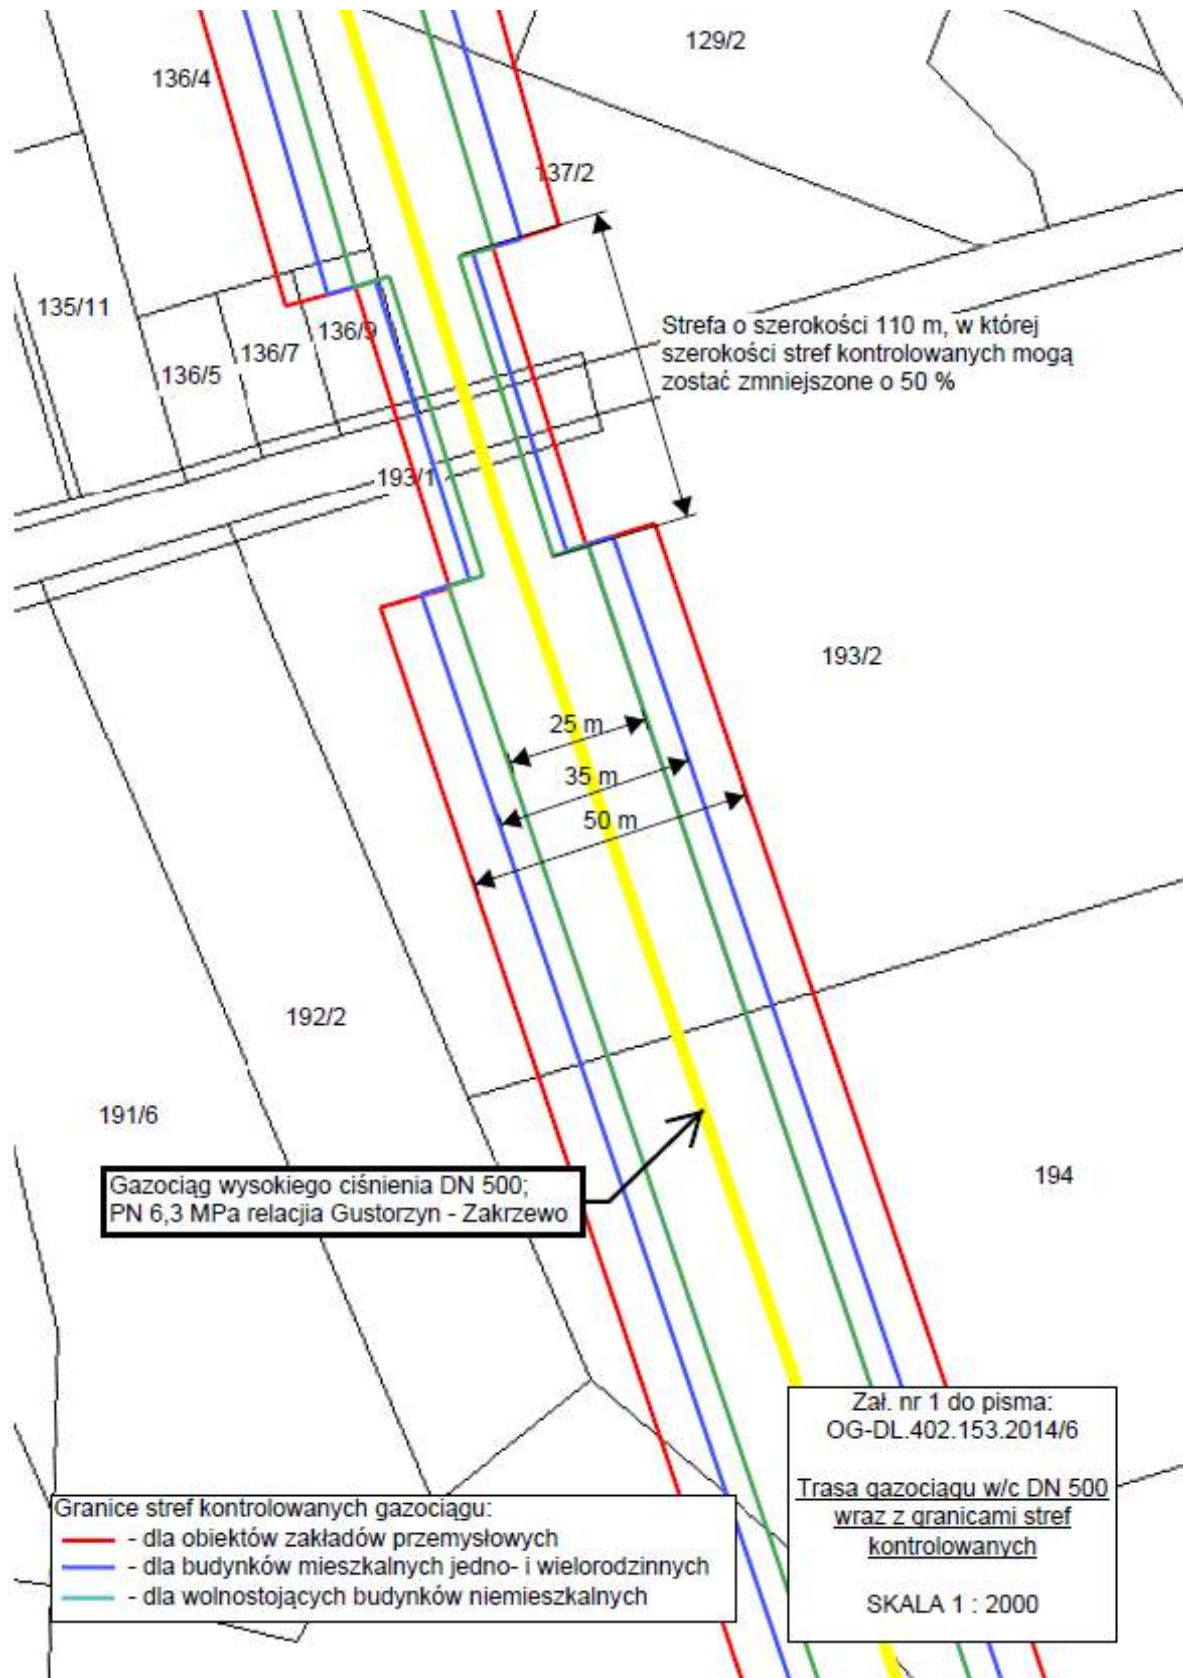 129/2
136/4
137/2
135/11
136/9
136/7
136/5
Strefa o szerokości 110 m, w której
szerokości stref kontrolowanych mogą
zostać zmniejszone o 50 %
193/1
193/2
25 m
35 m
50 m
192/2
191/6
194
Gazociąg wysokiego ciśnienia DN 500;
PN 6,3 MPa relacjia Gustorzyn - Zakrzewo
Zał. nr 1 do pisma:
OG-DL.402.153.2014/6
Trasa gazociągu w/c DN 500
wraz z granicami stref
kontrolowanych
SKALA 1 : 2000
Granice stref kontrolowanych gazociągu:
- dla obiektów zakładów przemysłowych
- dla budynków mieszkalnych jedno- i wielorodzinnych
- dla wolnostojących budynków niemieszkalnych